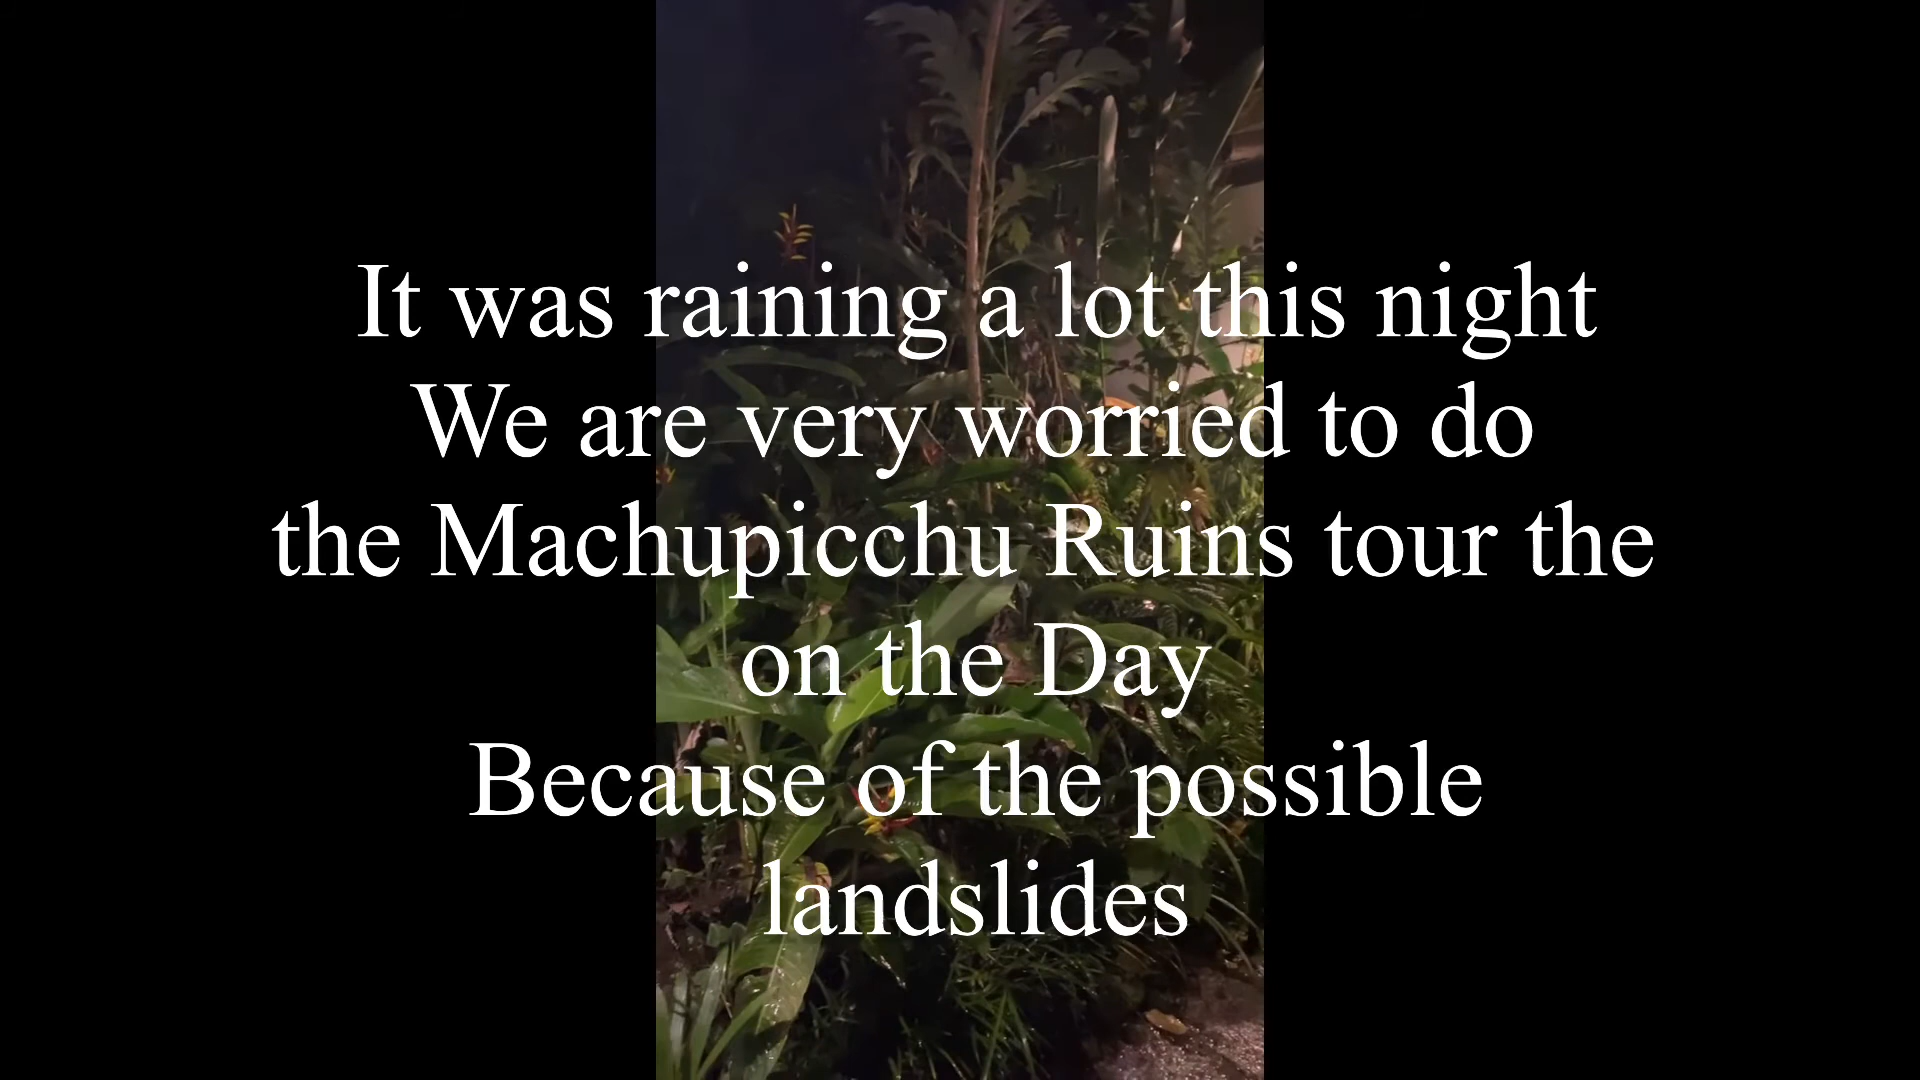 It was raining a lot this night
We are very worried to do
the Machupicchu Ruins tour the
on the Day
Because of the possible
landslides